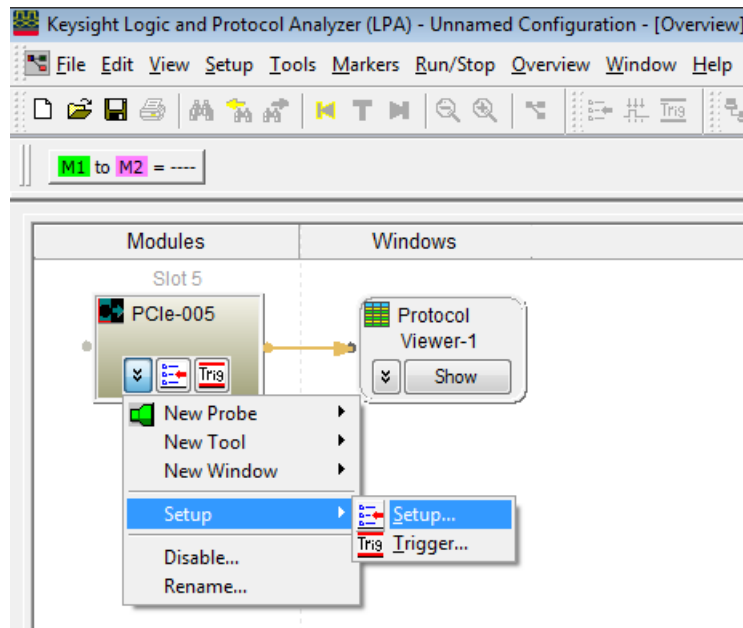 Keysight Logic and Protocol Analyzer (LPA) - Unnamed Configuration - [Overview]
File Edit View Setup Tools Markers Run/Stop Overview Window Help
T Trig
M1 to M2 = ----
Modules Windows
Slot 5
PCIe-005
Protocol
Viewer-1
Trig
Show
New Probe
New Tool
New Window
Setup
Setup...
Trig Trigger...
Disable...
Rename...